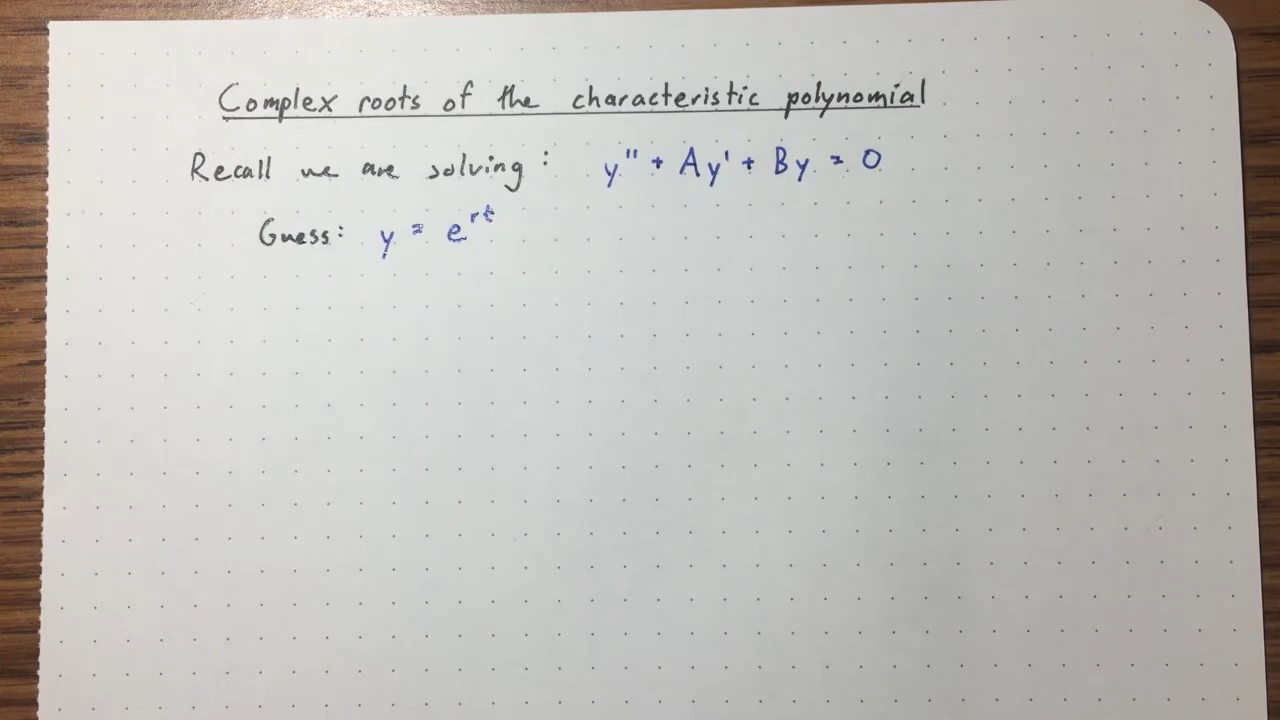 Complex roots of the characteristic polynomial
Recall we are solving: y'' + Ay' + By = 0
Guess: y = e^{rt}